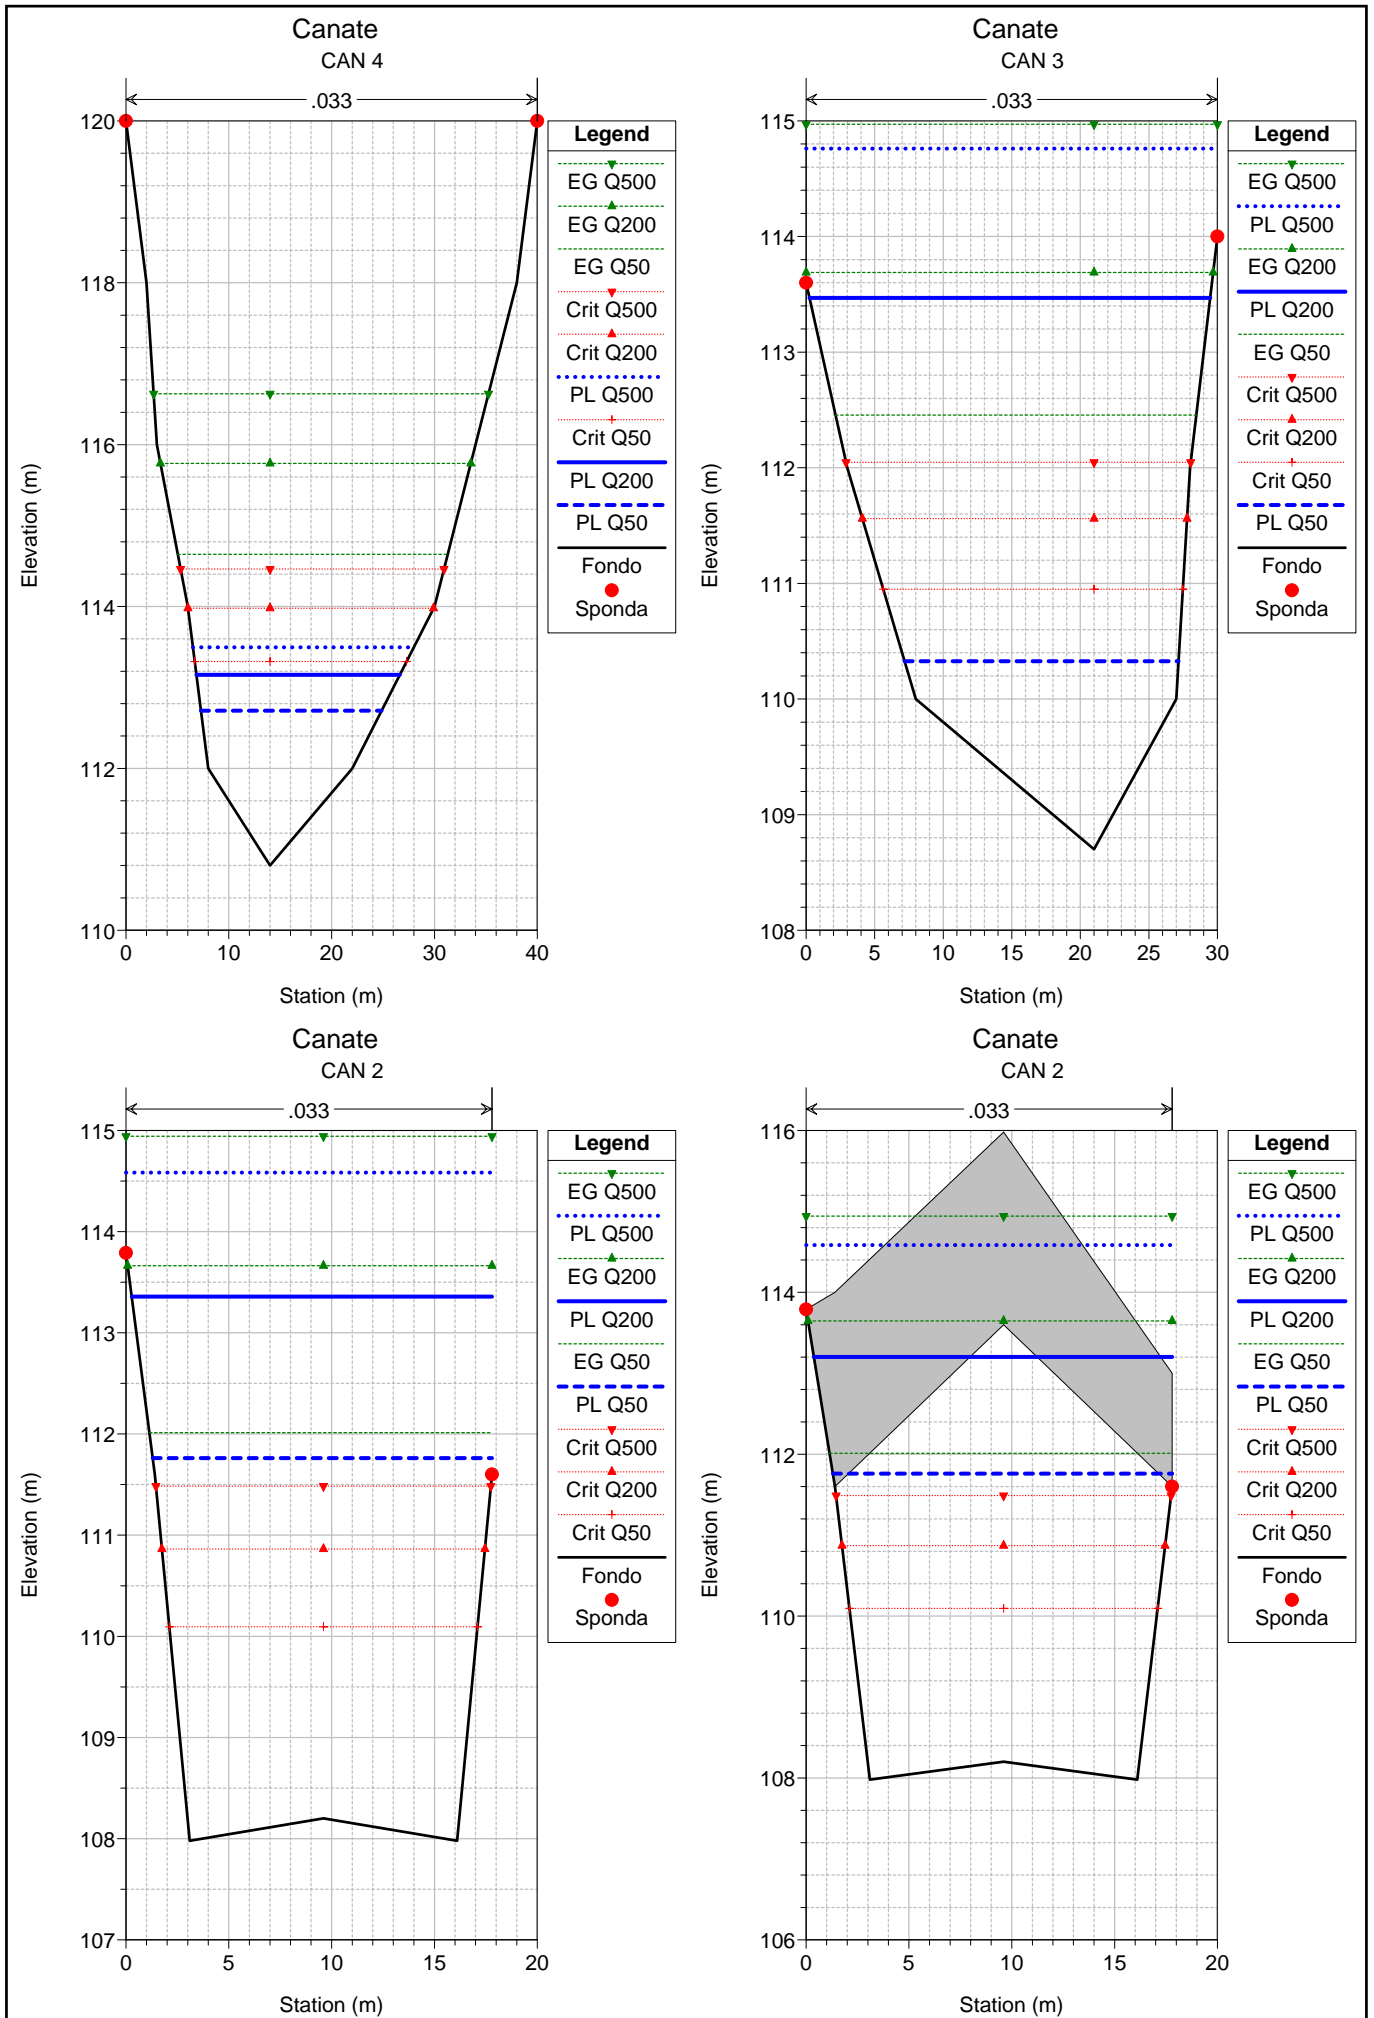 Canate
CAN 4
.033
120
118
116
114
112
110
0
10
20
30
40
Elevation (m)
Station (m)
Legend
EG Q500
EG Q200
EG Q50
Crit Q500
Crit Q200
PL Q500
Crit Q50
PL Q200
PL Q50
Fondo
Sponda
Canate
CAN 3
.033
115
114
113
112
111
110
109
108
0
5
10
15
20
25
30
Elevation (m)
Station (m)
Legend
EG Q500
PL Q500
EG Q200
PL Q200
EG Q50
Crit Q500
Crit Q200
Crit Q50
PL Q50
Fondo
Sponda
Canate
CAN 2
.033
115
114
113
112
111
110
109
108
107
0
5
10
15
20
Elevation (m)
Station (m)
Legend
EG Q500
PL Q500
EG Q200
PL Q200
EG Q50
PL Q50
Crit Q500
Crit Q200
Crit Q50
Fondo
Sponda
Canate
CAN 2
.033
116
114
112
110
108
106
0
5
10
15
20
Elevation (m)
Station (m)
Legend
EG Q500
PL Q500
EG Q200
PL Q200
EG Q50
PL Q50
Crit Q500
Crit Q200
Crit Q50
Fondo
Sponda